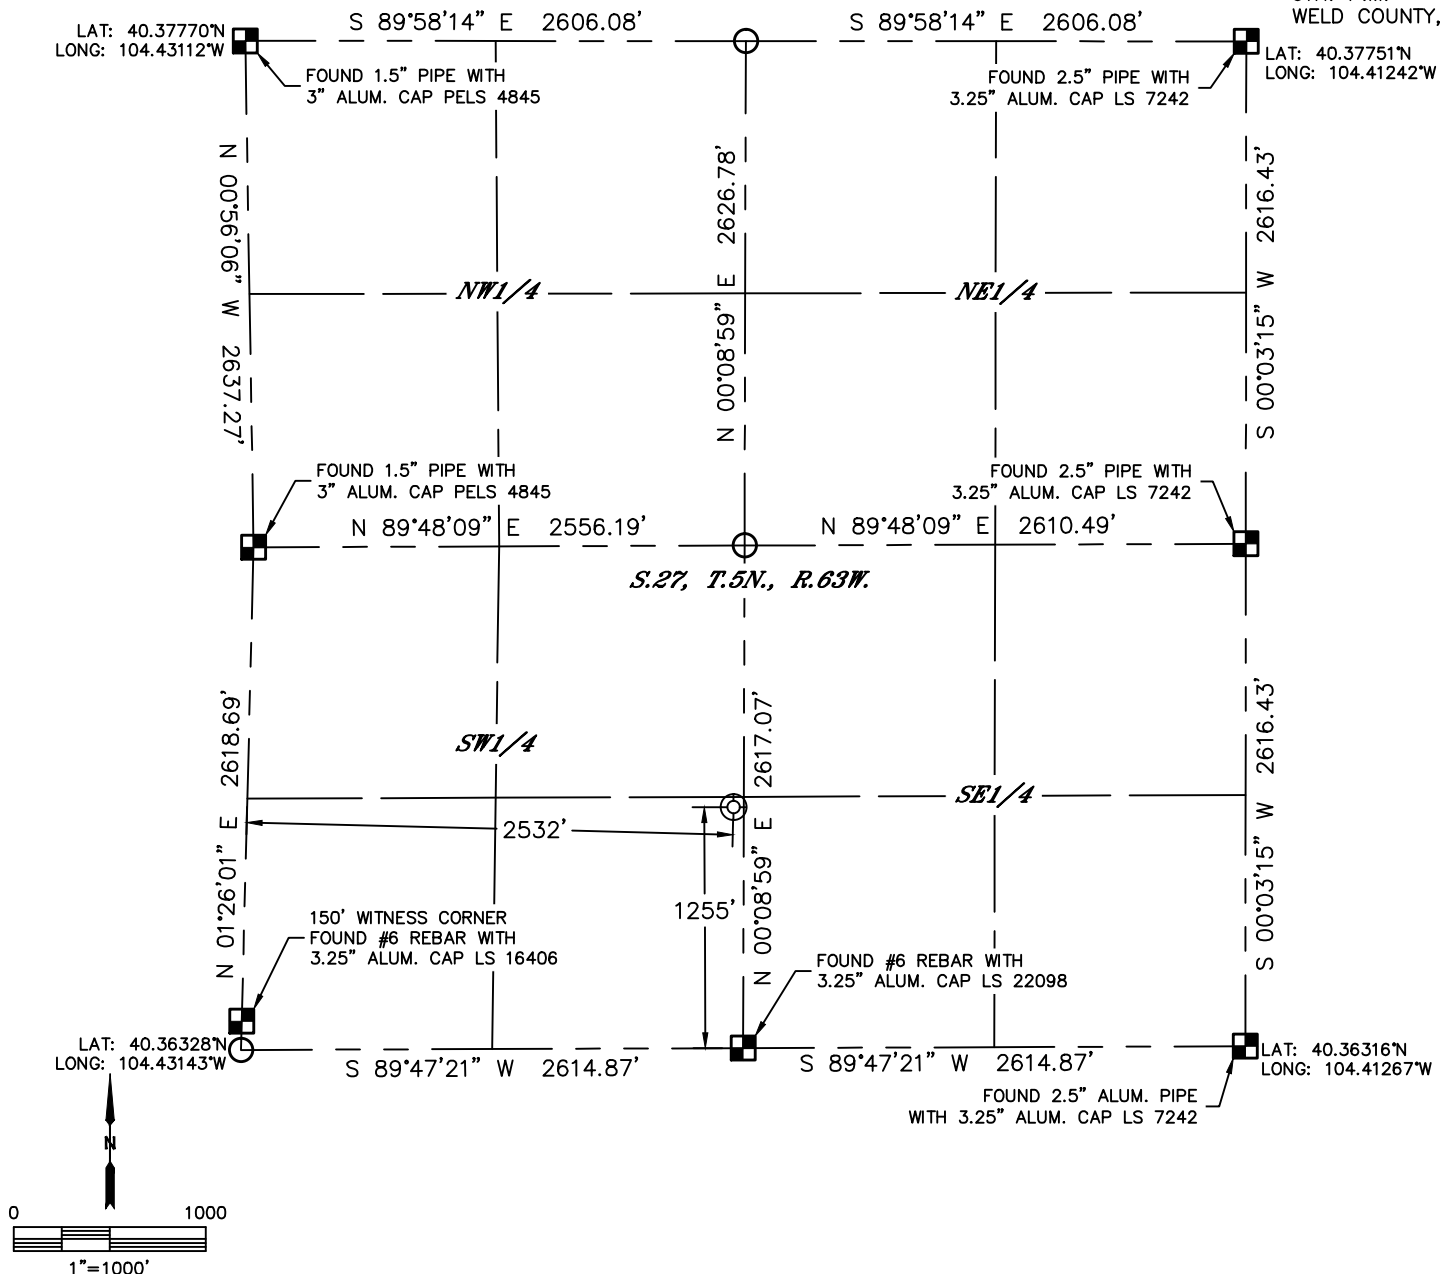 WELD COUNTY,
S 89°58'14" E 2606.08'
S 89°58'14" E 2606.08'
LAT: 40.37770°N
LONG: 104.43112°W
LAT: 40.37751°N
LONG: 104.41242°W
FOUND 1.5" PIPE WITH
3" ALUM. CAP PELS 4845
FOUND 2.5" PIPE WITH
3.25" ALUM. CAP LS 7242
N 00°56'06" W 2637.27'
N 00°08'59" E 2626.78'
S 00°03'15" W 2616.43'
NW1/4
NE1/4
FOUND 1.5" PIPE WITH
3" ALUM. CAP PELS 4845
FOUND 2.5" PIPE WITH
3.25" ALUM. CAP LS 7242
N 89°48'09" E 2556.19'
N 89°48'09" E 2610.49'
S.27, T.5N., R.63W.
N 01°26'01" E 2618.69'
N 00°08'59" E 2617.07'
S 00°03'15" W 2616.43'
SW1/4
SE1/4
2532'
1255'
150' WITNESS CORNER
FOUND #6 REBAR WITH
3.25" ALUM. CAP LS 16406
FOUND #6 REBAR WITH
3.25" ALUM. CAP LS 22098
LAT: 40.36328°N
LONG: 104.43143°W
LAT: 40.36316°N
LONG: 104.41267°W
S 89°47'21" W 2614.87'
S 89°47'21" W 2614.87'
FOUND 2.5" ALUM. PIPE
WITH 3.25" ALUM. CAP LS 7242
N
0 1000
1"=1000'